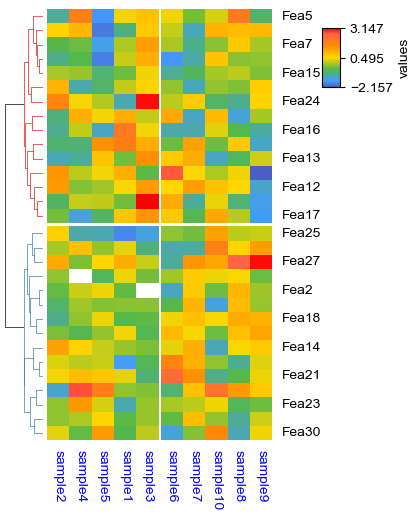 Fea5
Fea7
Fea15
Fea24
Fea16
Fea13
Fea12
Fea17
Fea25
Fea27
Fea2
Fea18
Fea14
Fea21
Fea23
Fea30
3.147
0.495
−2.157
values
sample2
sample4
sample5
sample1
sample3
sample6
sample7
sample10
sample8
sample9